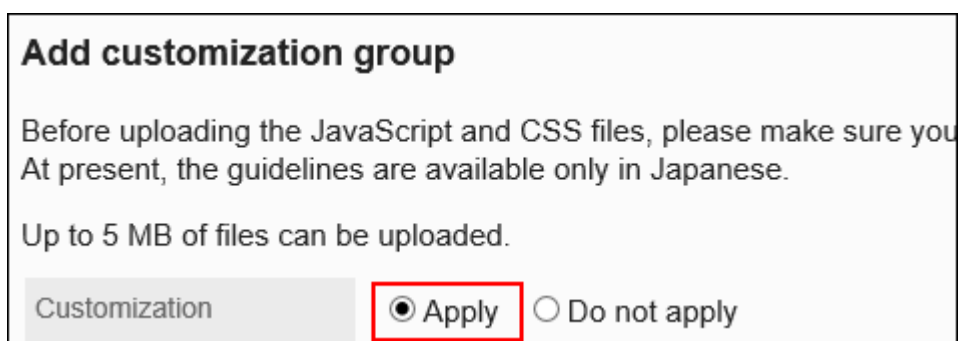 Add customization group
Before uploading the JavaScript and CSS files, please make sure you
At present, the guidelines are available only in Japanese.
Up to 5 MB of files can be uploaded.
Customization Apply Do not apply